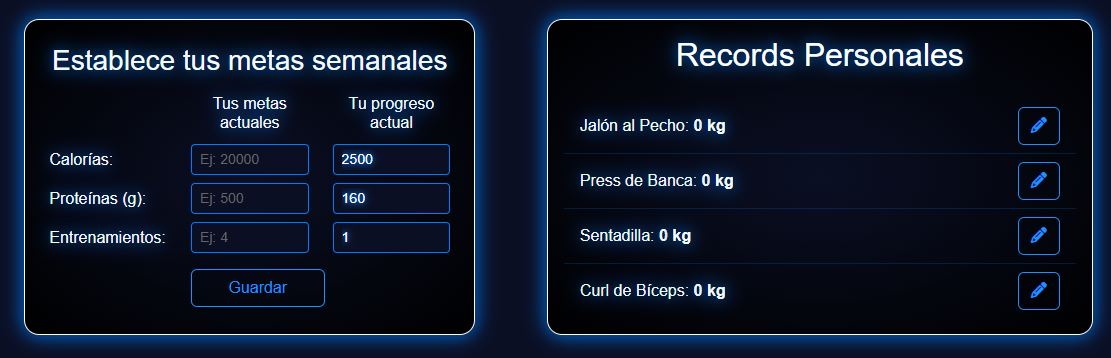 Establece tus metas semanales
Tus metas actuales
Tu progreso actual
Calorías:
Ej: 20000
2500
Proteínas (g):
Ej: 500
160
Entrenamientos:
Ej: 4
1
Guardar
Records Personales
Jalón al Pecho: 0 kg
Press de Banca: 0 kg
Sentadilla: 0 kg
Curl de Bíceps: 0 kg